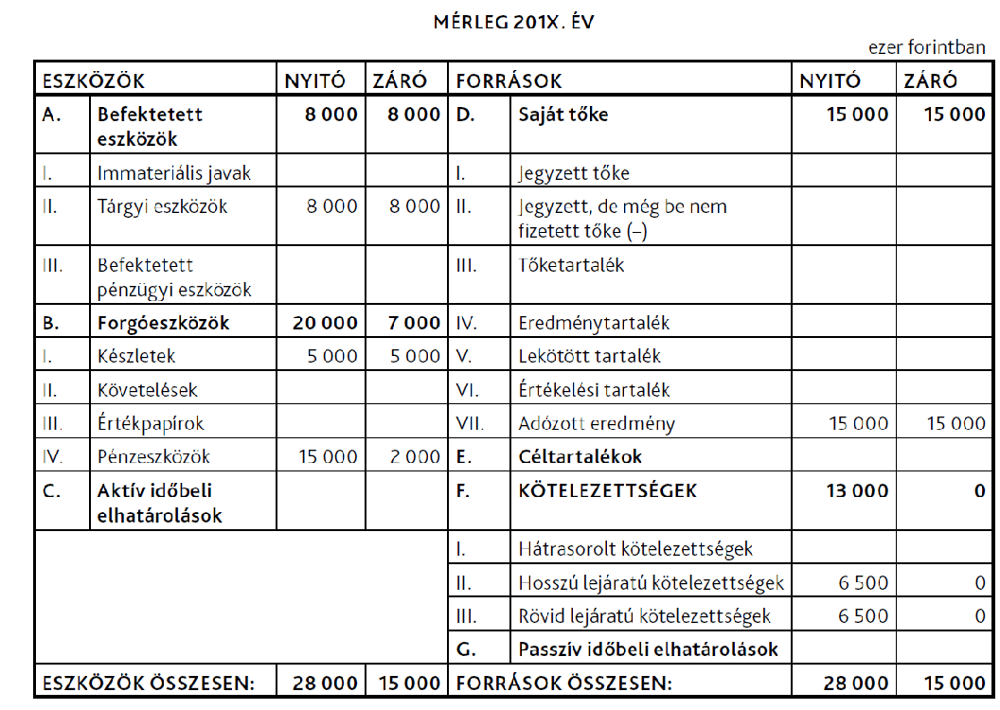 MÉRLEG 201X. ÉV
ezer forintban
ESZKÖZÖK NYITÓ ZÁRÓ FORRÁSOK NYITÓ ZÁRÓ
A. Befektetett eszközök 8 000 8 000 D. Saját tőke 15 000 15 000
I. Immateriális javak I. Jegyzett tőke
II. Tárgyi eszközök 8 000 8 000 II. Jegyzett, de még be nem fizetett tőke (–)
III. Befektetett pénzügyi eszközök III. Tőketartalék
B. Forgóeszközök 20 000 7 000 IV. Eredménytartalék
I. Készletek 5 000 5 000 V. Lekötött tartalék
II. Követelések VI. Értékelési tartalék
III. Értékpapírok VII. Adózott eredmény 15 000 15 000
IV. Pénzeszközök 15 000 2 000 E. Céltartalékok
C. Aktív időbeli elhatárolások F. KÖTELEZETTSÉGEK 13 000 0
I. Hátrasorolt kötelezettségek
II. Hosszú lejáratú kötelezettségek 6 500 0
III. Rövid lejáratú kötelezettségek 6 500 0
G. Passzív időbeli elhatárolások
ESZKÖZÖK ÖSSZESEN: 28 000 15 000 FORRÁSOK ÖSSZESEN: 28 000 15 000